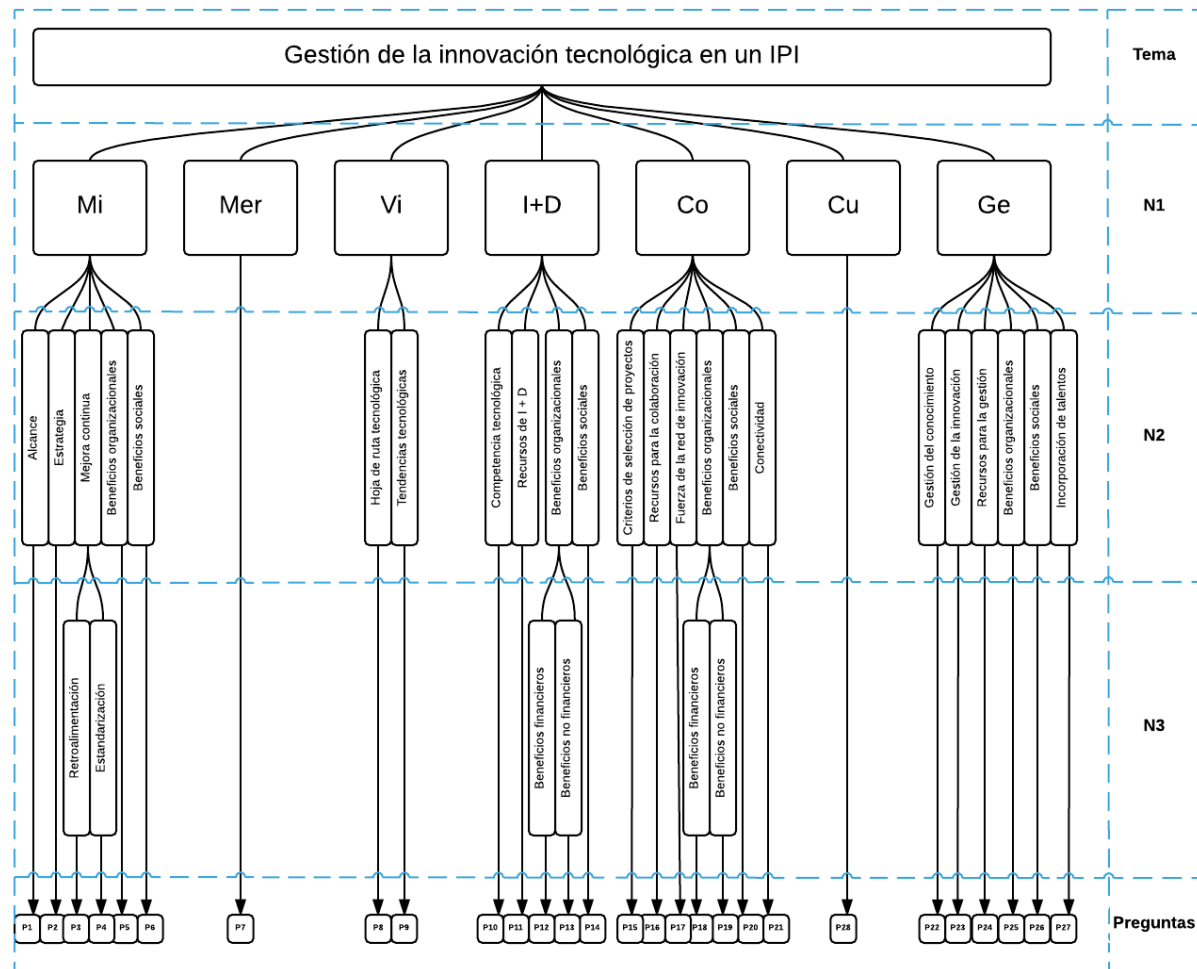 Gestión de la innovación tecnológica en un IPI
Tema
Mi
Mer
Vi
I+D
Co
Cu
Ge
N1
Alcance
Estrategia
Mejora continua
Beneficios organizacionales
Beneficios sociales
Hoja de ruta tecnológica
Tendencias tecnológicas
Competencia tecnológica
Recursos de I + D
Beneficios organizacionales
Beneficios sociales
Criterios de selección de proyectos
Recursos para la colaboración
Fuerza de la red de innovación
Beneficios organizacionales
Beneficios sociales
Conectividad
Gestión del conocimiento
Gestión de la innovación
Recursos para la gestión
Beneficios organizacionales
Beneficios sociales
Incorporación de talentos
N2
Retroalimentación
Estandarización
Beneficios financieros
Beneficios no financieros
Beneficios financieros
Beneficios no financieros
N3
P1
P2
P3
P4
P5
P6
P7
P8
P9
P10
P11
P12
P13
P14
P15
P16
P17
P18
P19
P20
P21
P28
P22
P23
P24
P25
P26
P27
Preguntas